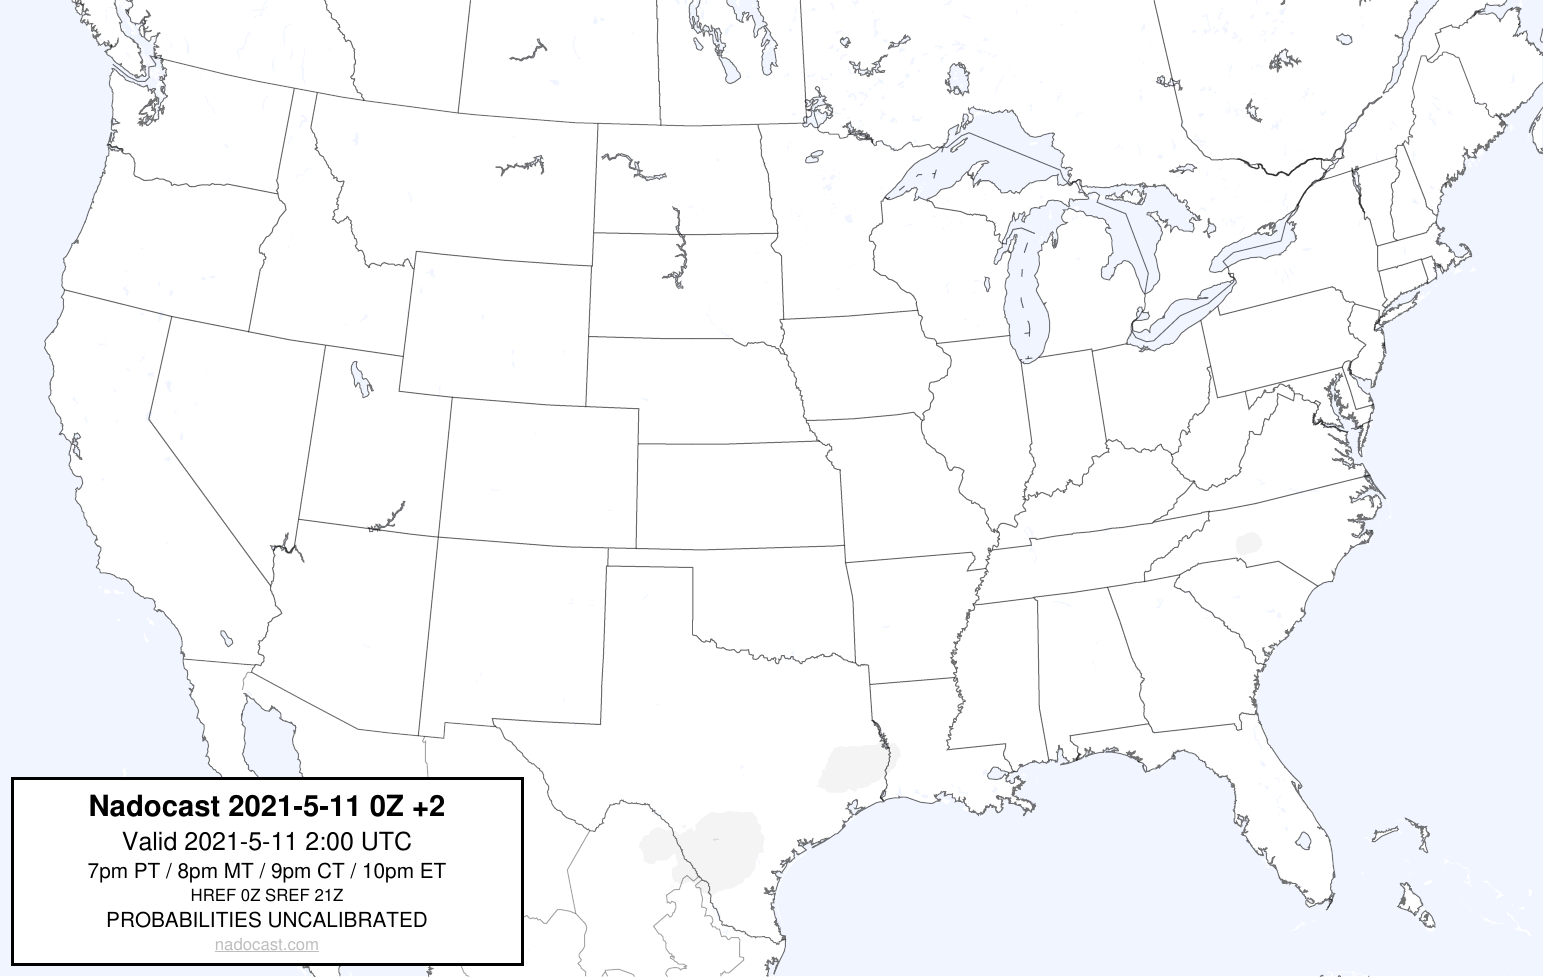 Nadocast 2021-5-11 0Z +2
Valid 2021-5-11 2:00 UTC
7pm PT / 8pm MT / 9pm CT / 10pm ET
HREF 0Z SREF 21Z
PROBABILITIES UNCALIBRATED
nadocast.com